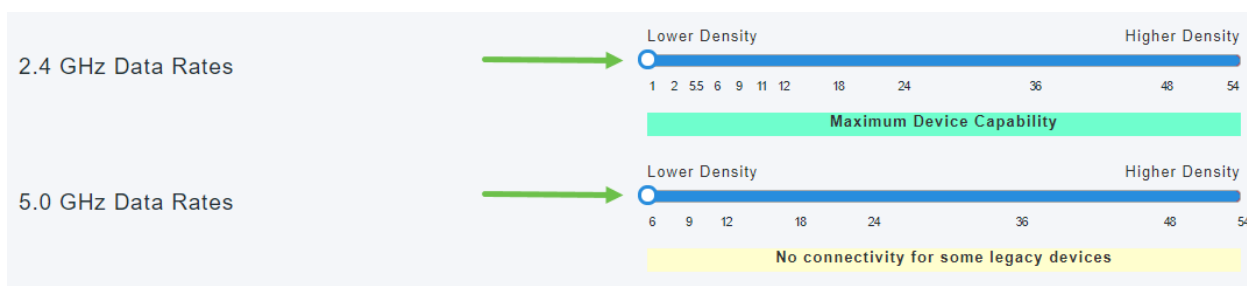 Lower Density Higher Density
2.4 GHz Data Rates
1 2 5.5 6 9 11 12 18 24 36 48 54
Maximum Device Capability
Lower Density Higher Density
5.0 GHz Data Rates
6 9 12 18 24 36 48 54
No connectivity for some legacy devices